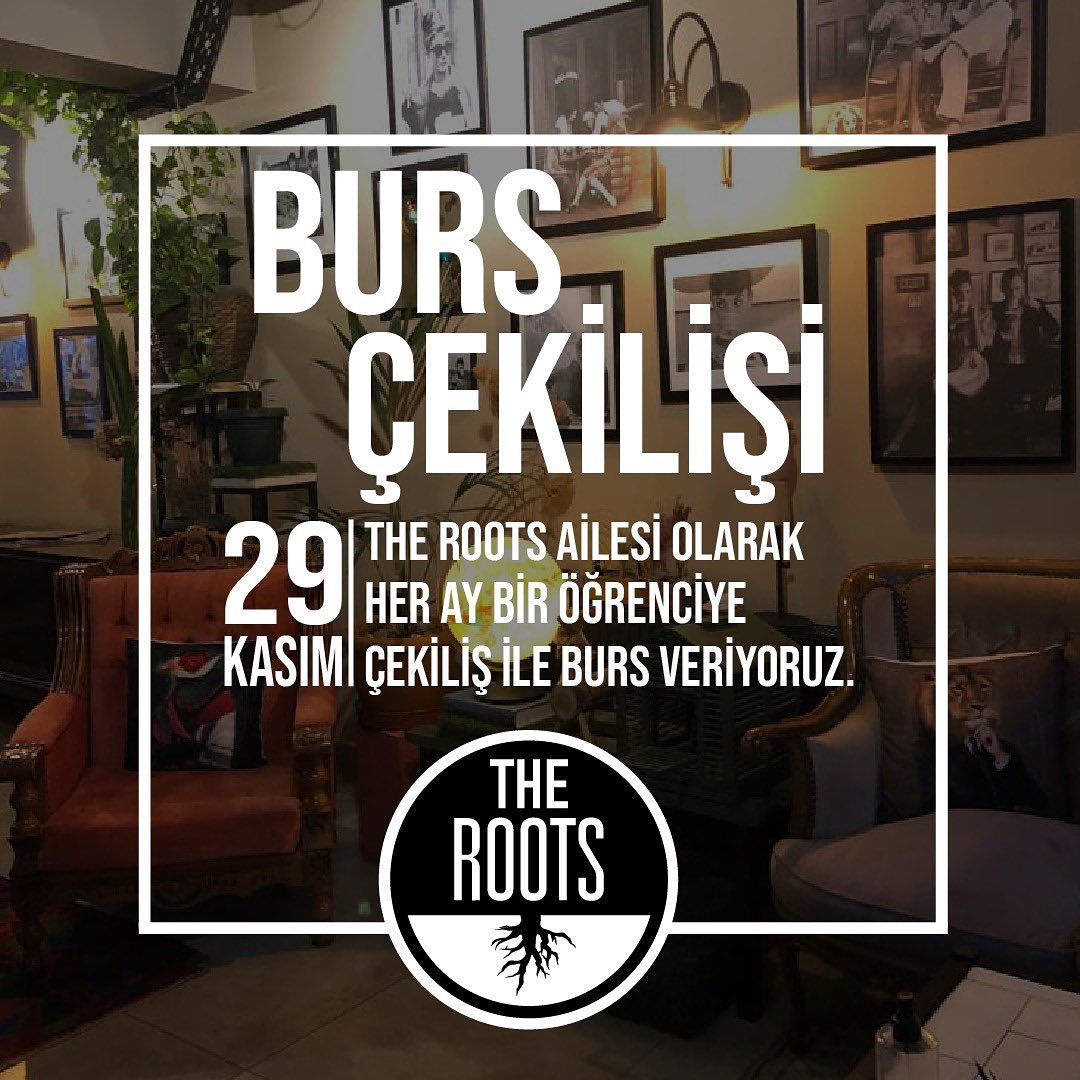 BURS
ÇEKİLİŞİ
29
KASIM
THE ROOTS AİLESİ OLARAK
HER AY BİR ÖĞRENCİYE
ÇEKİLİŞ İLE BURS VERİYORUZ.
THE
ROOTS